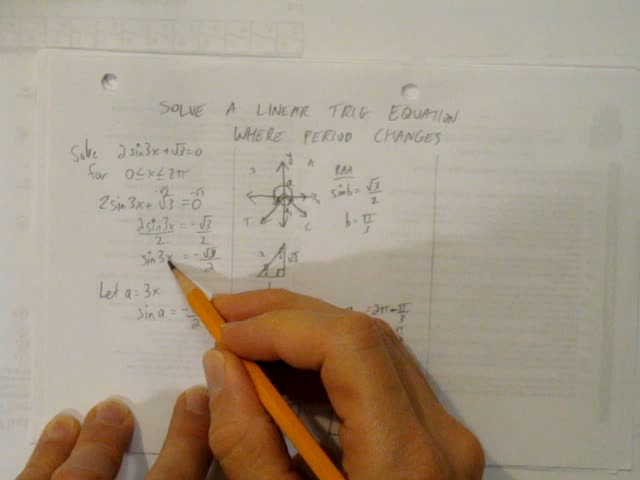 SOLVE A LINEAR TRIG EQUATION
WHERE PERIOD CHANGES
Solve 2sin3x+√3=0
for 0≤x≤2π
-√3 -√3
2sin3x+√3=0
2sin3x/2 = -√3/2
sin3x = -√3/2
Let a=3x
sin a = -√3/2
S A
T C
y
x
2 √3
1
RAA
sin b = √3/2
b = π/3
a = 2π - π/3